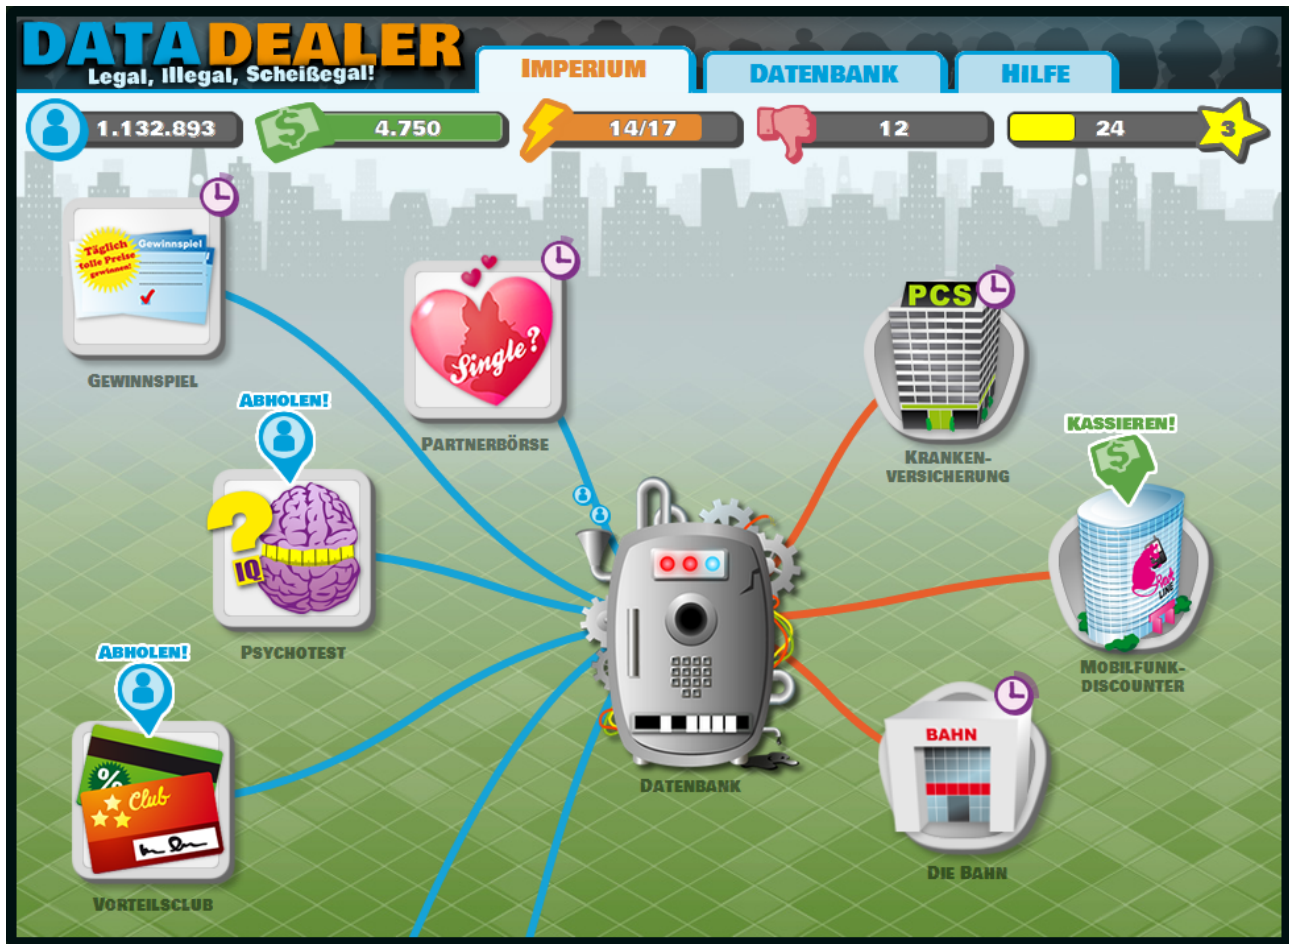 DATADEALER
Legal, Illegal, Scheißegal!
IMPERIUM
DATENBANK
HILFE
1.132.893
4.750
14/17
12
24
3
Täglich
tolle Preise
gewinnen!
Gewinnspiel
GEWINNSPIEL
Single?
PARTNERBÖRSE
PCS
KRANKEN-
VERSICHERUNG
ABHOLEN!
?
IQ
PSYCHOTEST
KASSIEREN!
LINE
MOBILFUNK-
DISCOUNTER
ABHOLEN!
%
Club
VORTEILSCLUB
DATENBANK
BAHN
DIE BAHN